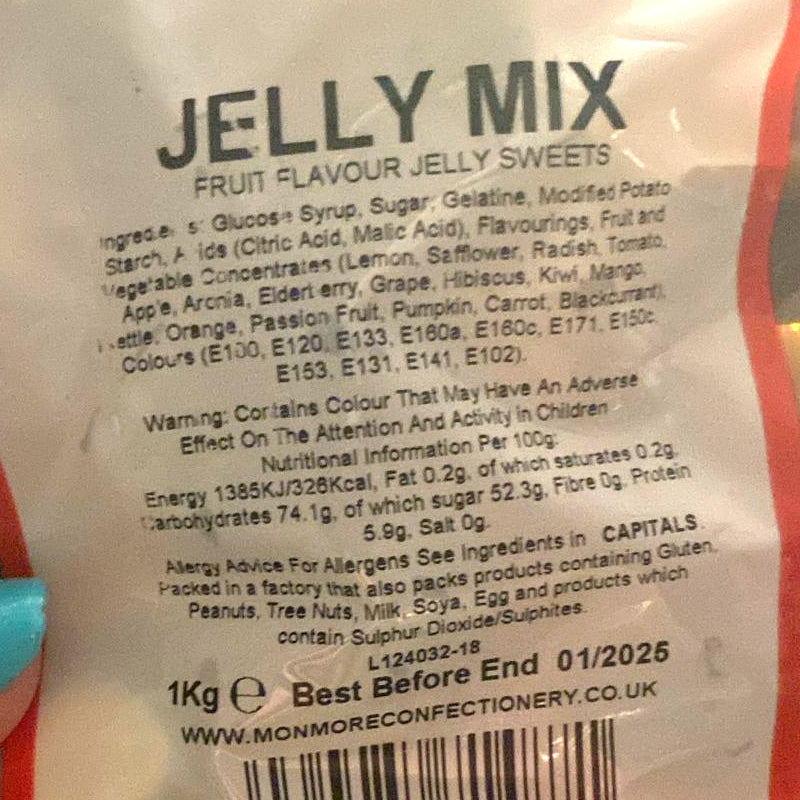 JELLY MIX
FRUIT FLAVOUR JELLY SWEETS
Glucose Syrup, Sugar, Gelatine, Modified Potato
Starch, (Citric Acid, Malic Acid), Flavourings, Fruit and
Vegetable Concentrates (Lemon, Safflower, Radish, Tomato,
Apple, Aronia, Elderberry, Grape, Hibiscus, Kiwi, Mango,
Orange, Passion Fruit, Pumpkin, Carrot, Blackcurrant),
Colours (E100, E120, E133, E160a, E160c, E171, E150c,
E153, E131, E141, E102).
Warning: Contains Colour That May Have An Adverse
Effect On The Attention And Activity in Children
Nutritional Information Per 100g:
Energy 1385KJ/326Kcal, Fat 0.2g, of which saturates 0.2g,
Carbohydrates 74.1g, of which sugar 52.3g, Fibre 0g, Protein
5.9g, Salt 0g.
Allergy Advice For Allergens See Ingredients in CAPITALS.
Packed in a factory that also packs products containing Gluten,
Peanuts, Tree Nuts, Milk, Soya, Egg and products which
contain Sulphur Dioxide/Sulphites.
L124032-18
1Kg e Best Before End 01/2025
WWW.MONMORECONFECTIONERY.CO.UK